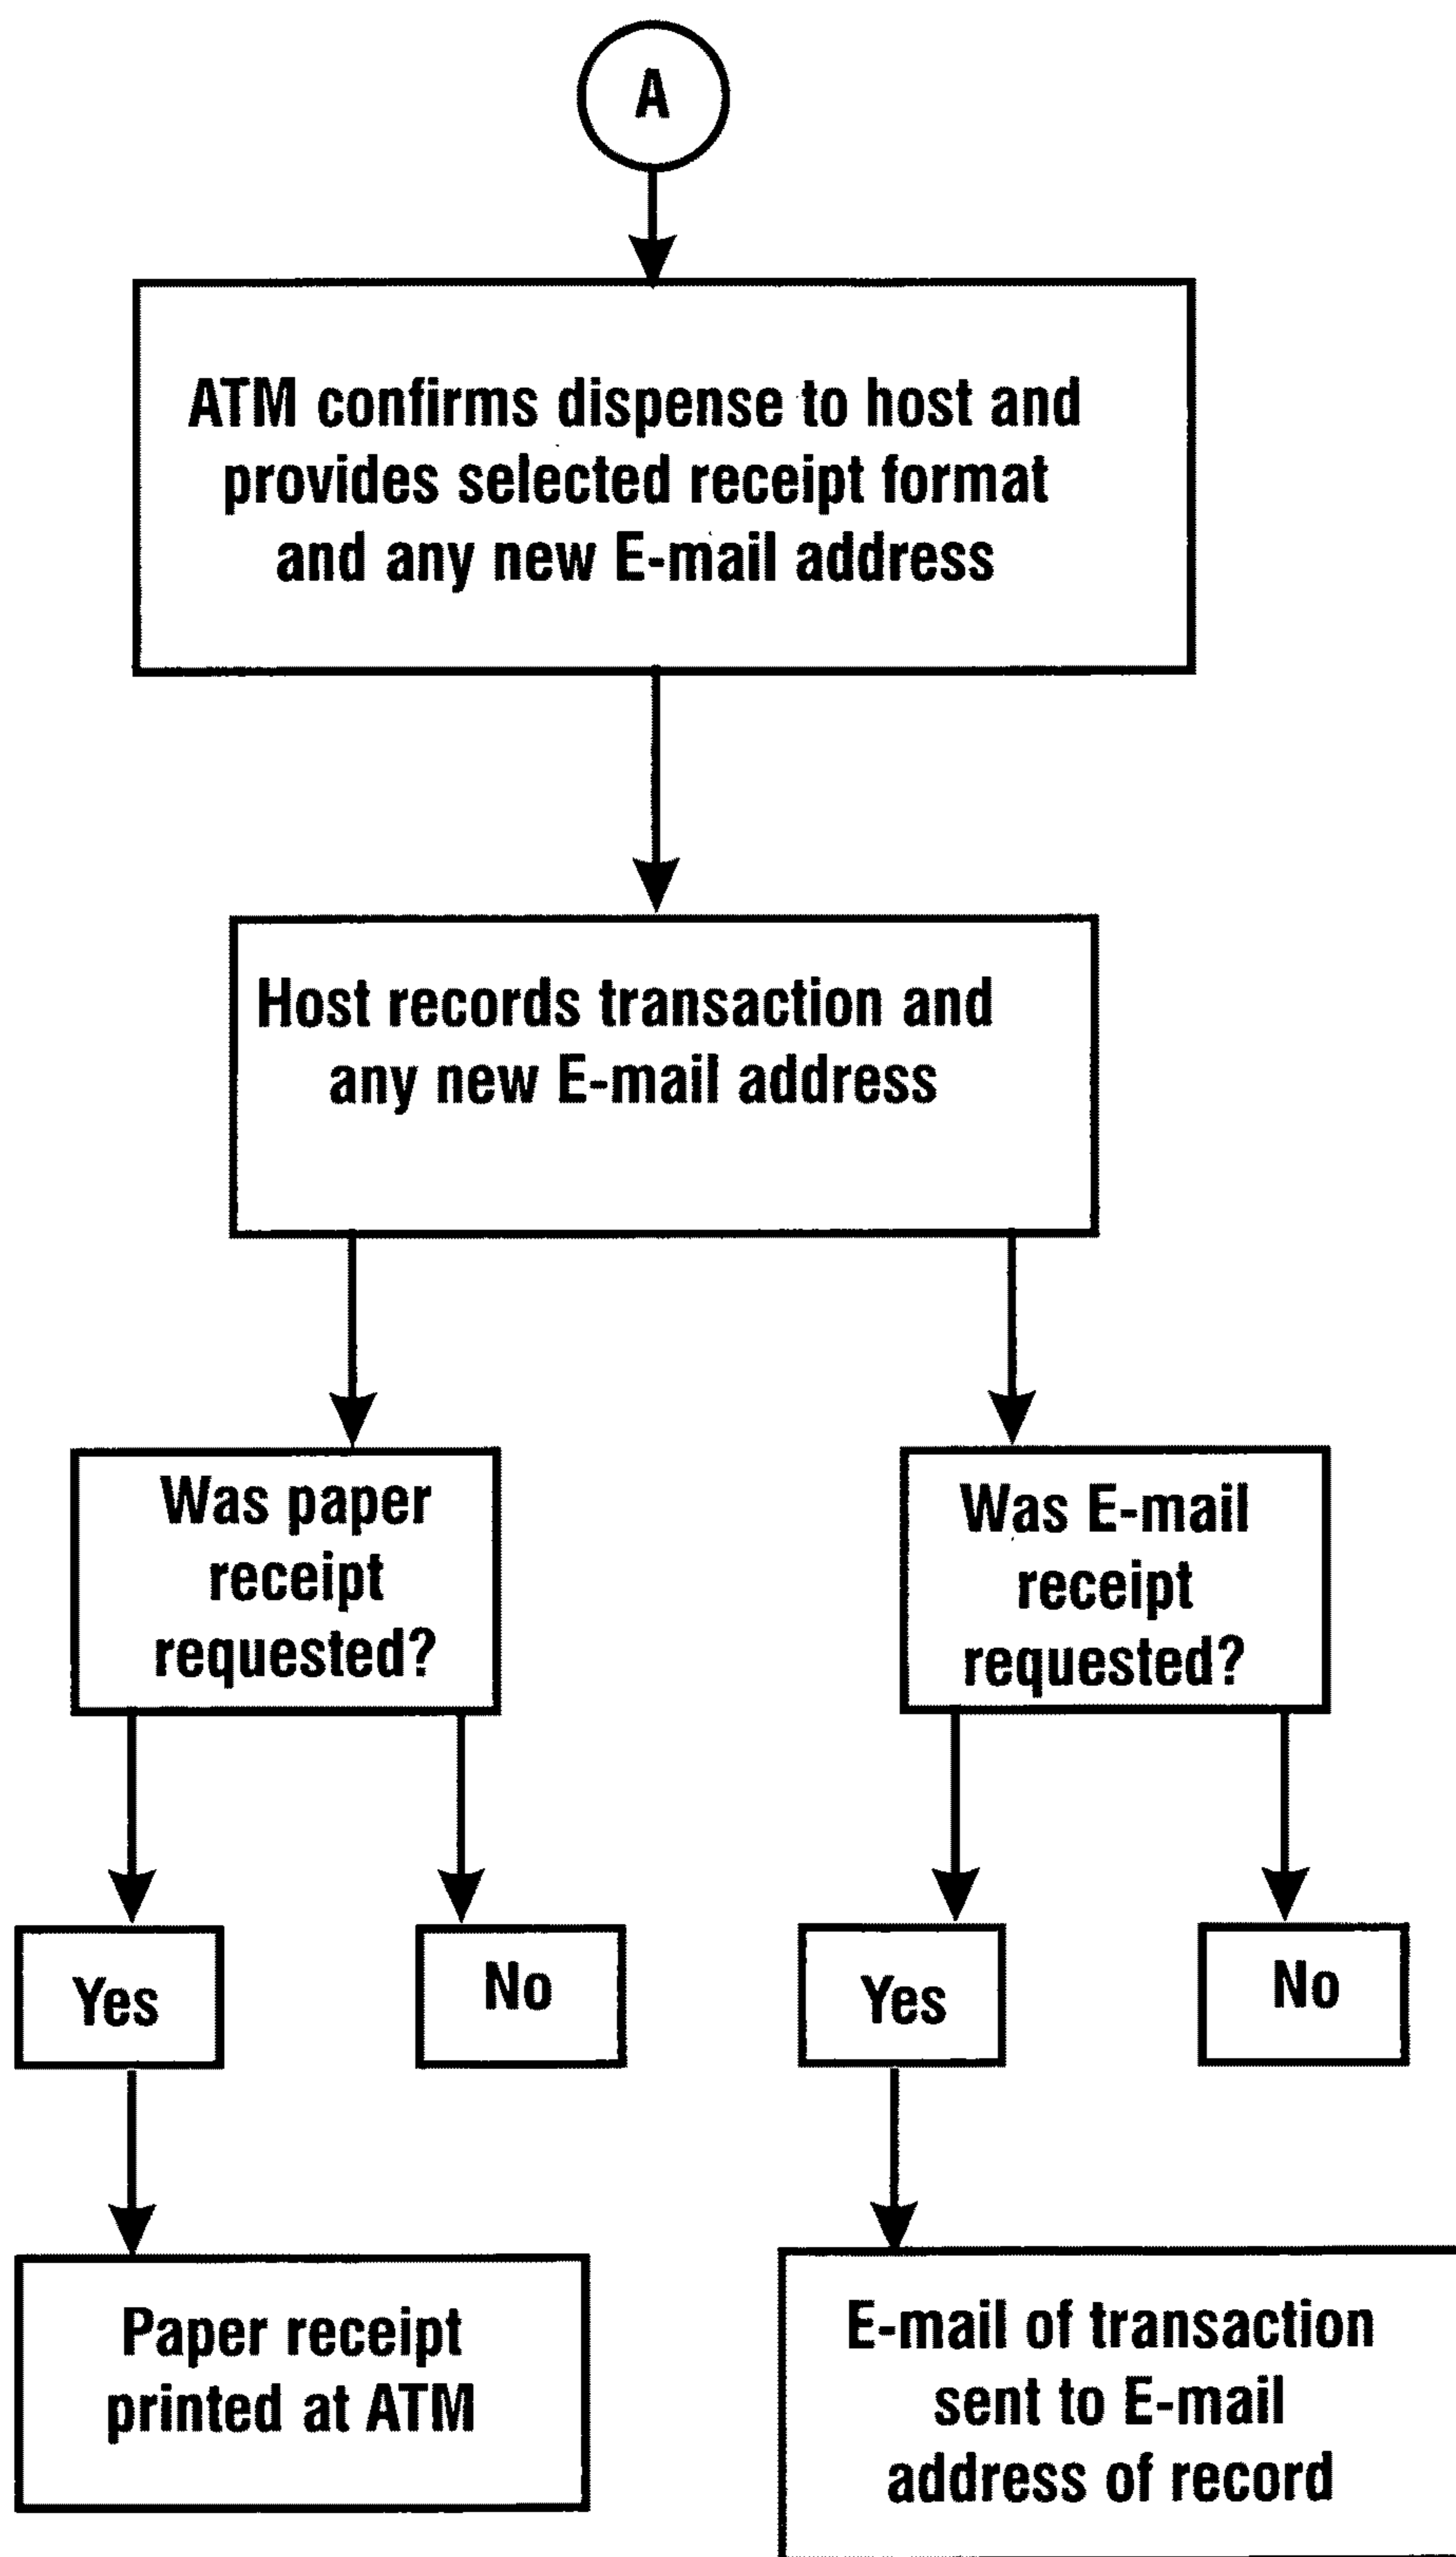 A
ATM confirms dispense to host and
provides selected receipt format
and any new E-mail address
Host records transaction and
any new E-mail address
Was paper
receipt
requested?
Was E-mail
receipt
requested?
Yes
No
Yes
No
Paper receipt
printed at ATM
E-mail of transaction
sent to E-mail
address of record